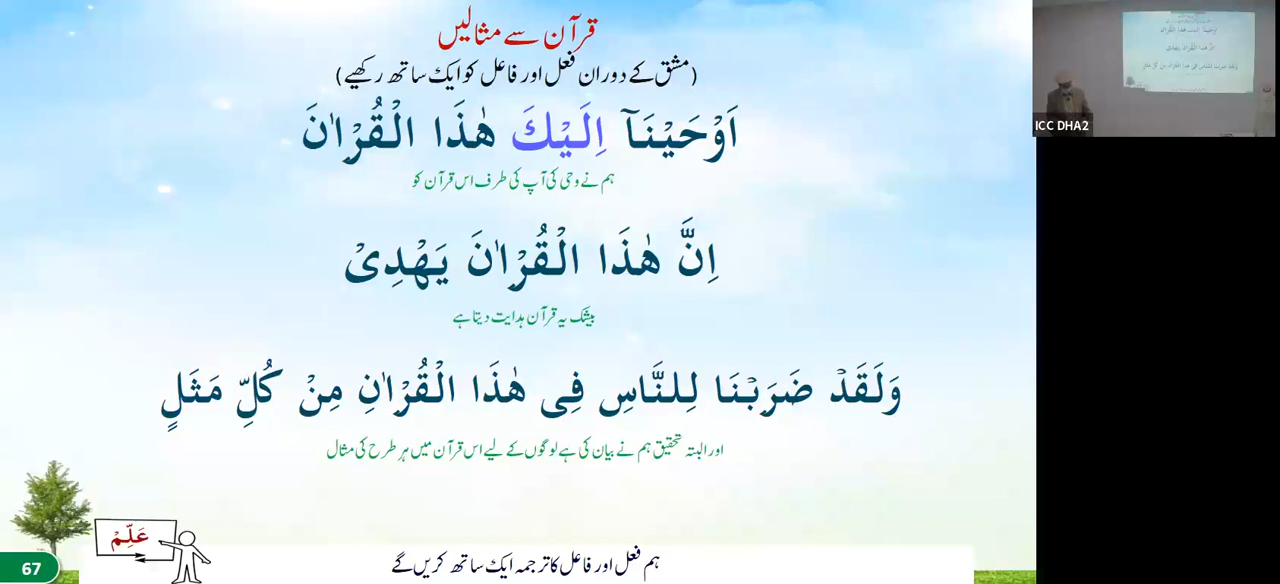 قرآن سے مثالیں
(مشق کے دوران فعل اور فاعل کو ایک ساتھ رکھیے)
اَوْحَيْنَاۤ اِلَيْكَ هٰذَا الْقُرْاٰنَ
ہم نے وحی کی آپ کی طرف اس قرآن کو
اِنَّ هٰذَا الْقُرْاٰنَ يَهْدِىْ
بیشک یہ قرآن ہدایت دیتا ہے
وَلَقَدْ ضَرَبْنَا لِلنَّاسِ فِى هٰذَا الْقُرْاٰنِ مِنْ كُلِّ مَثَلٍ
اور البتہ تحقیق ہم نے بیان کی ہے لوگوں کے لیے اس قرآن میں ہر طرح کی مثال
عَلِّمْ
ہم فعل اور فاعل کا ترجمہ ایک ساتھ کریں گے
67
ICC DHA2